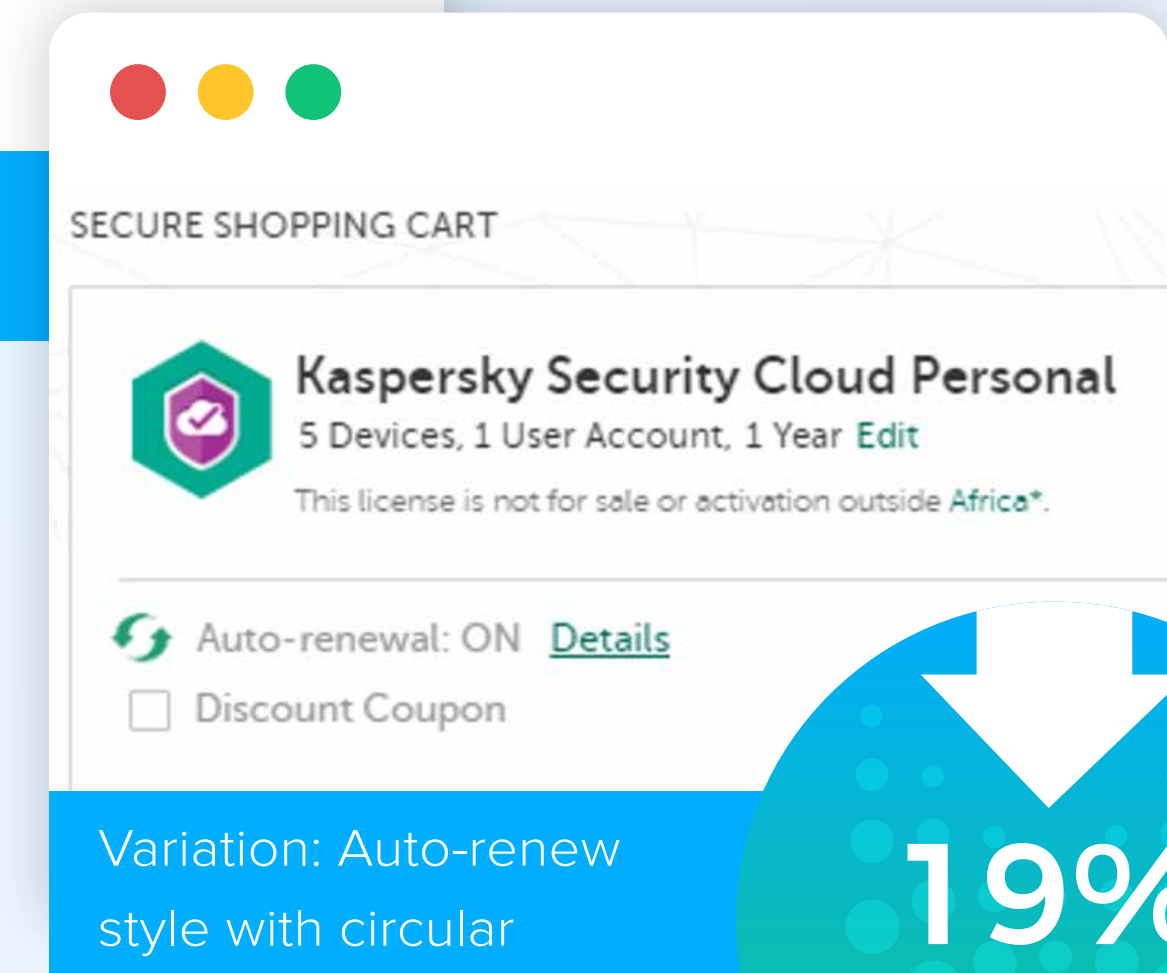 SECURE SHOPPING CART
Kaspersky Security Cloud Personal
5 Devices, 1 User Account, 1 Year Edit
This license is not for sale or activation outside Africa*.
Auto-renewal: ON Details
Discount Coupon
Variation: Auto-renew
style with circular
19%